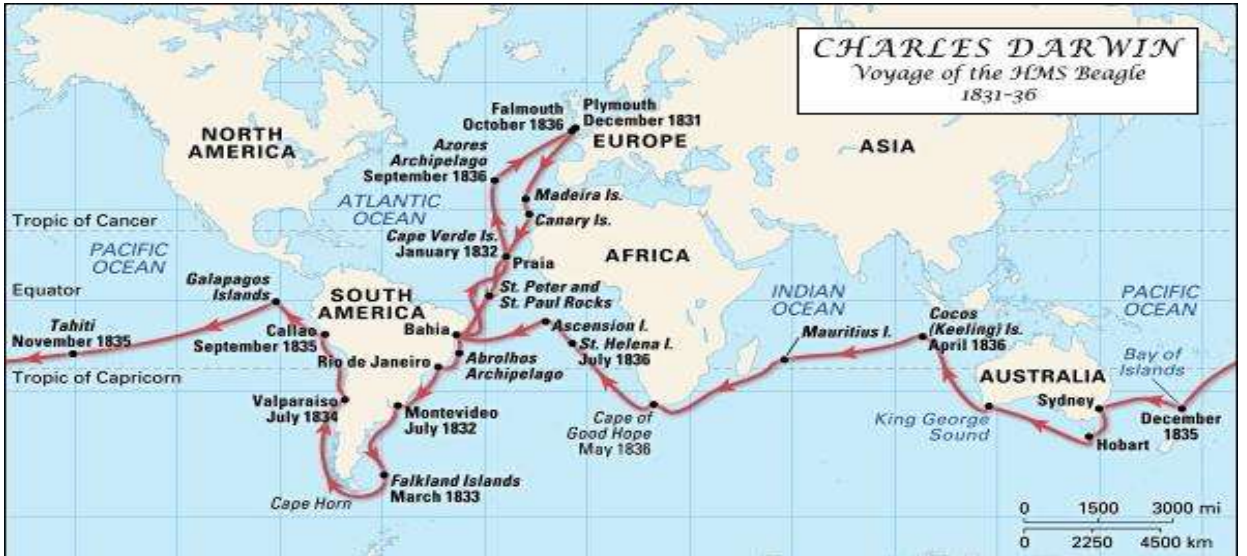 CHARLES DARWIN
Voyage of the HMS Beagle
1831-36
Falmouth
October 1836
Plymouth
December 1831
NORTH
AMERICA
EUROPE
ASIA
Azores
Archipelago
September 1836
ATLANTIC
OCEAN
Madeira Is.
Canary Is.
Tropic of Cancer
Cape Verde Is.
January 1832
Praia
AFRICA
PACIFIC
OCEAN
Galapagos
Islands
Equator
SOUTH
AMERICA
St. Peter and
St. Paul Rocks
INDIAN
OCEAN
PACIFIC
OCEAN
Tahiti
November 1835
Callao
September 1835
Bahia
Ascension I.
St. Helena I.
July 1836
Mauritius I.
Cocos
(Keeling) Is.
April 1836
Rio de Janeiro
Abrolhos
Archipelago
Bay of
Islands
Tropic of Capricorn
AUSTRALIA
Valparaiso
July 1834
Montevideo
July 1832
Cape of
Good Hope
May 1836
King George
Sound
Sydney
Hobart
December
1835
Falkland Islands
March 1833
Cape Horn
0 1500 3000 mi
0 2250 4500 km